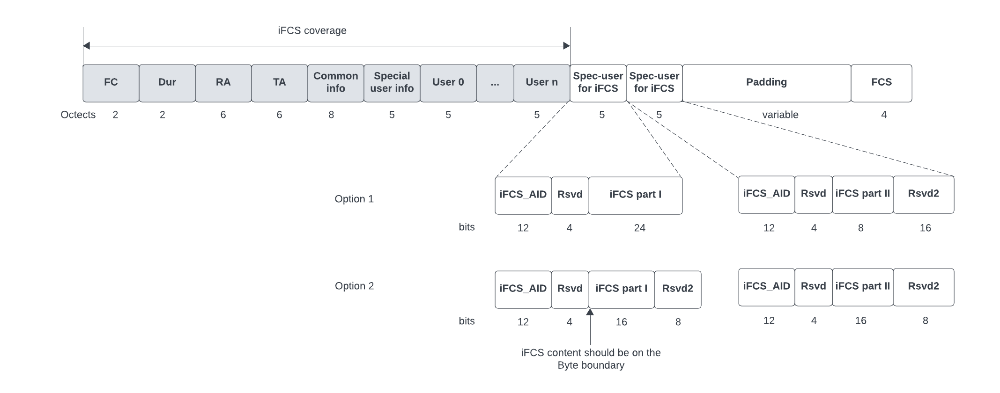 iFCS coverage
FC Dur RA TA Common info Special user info User 0 ... User n Spec-user for iFCS Spec-user for iFCS Padding FCS
Octects 2 2 6 6 8 5 5 5 5 5 variable 4
Option 1
iFCS_AID Rsvd iFCS part I iFCS_AID Rsvd iFCS part II Rsvd2
bits 12 4 24 12 4 8 16
Option 2
iFCS_AID Rsvd iFCS part I Rsvd2 iFCS_AID Rsvd iFCS part II Rsvd2
bits 12 4 16 8 12 4 16 8
iFCS content should be on the
Byte boundary